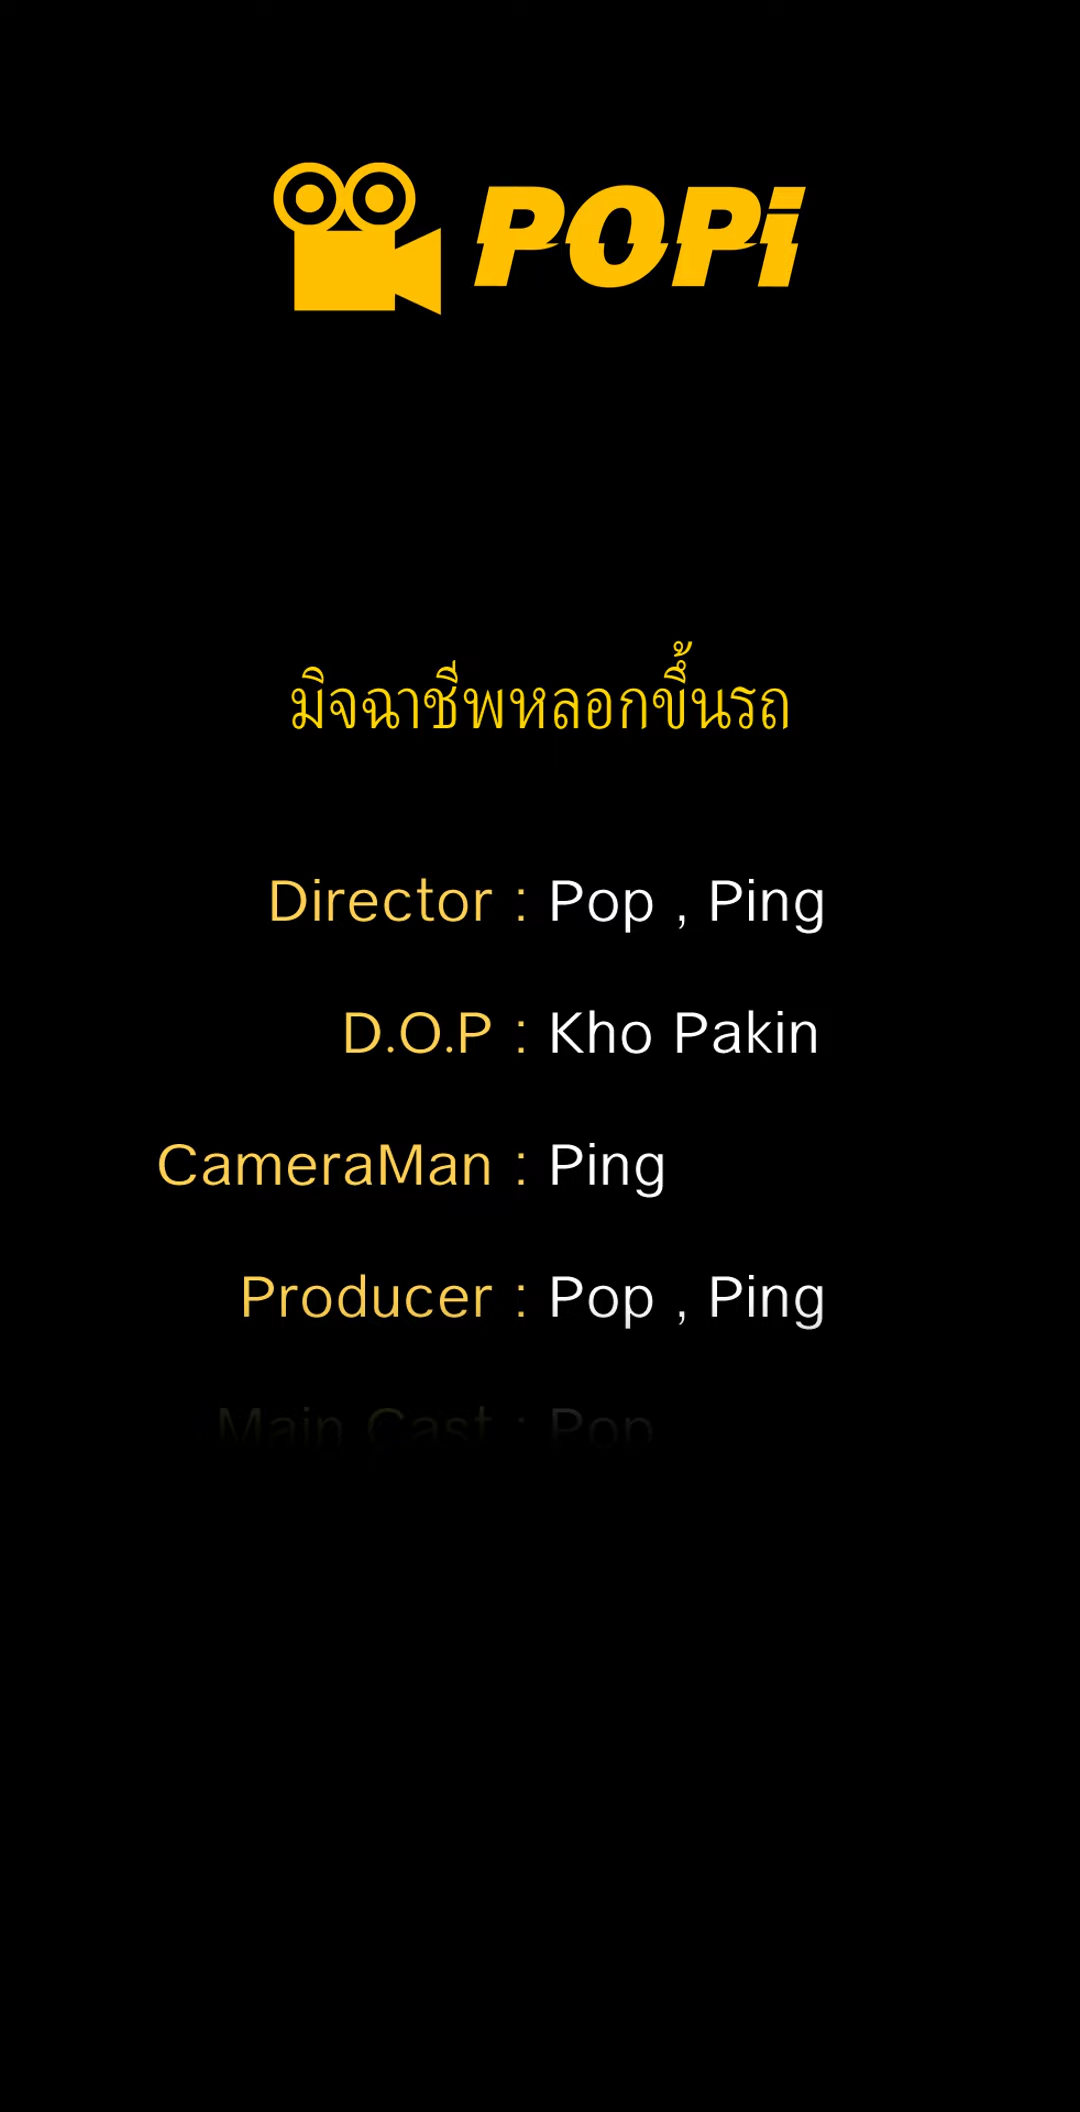 POPi
มิจฉาชีพหลอกขึ้นรถ
Director : Pop , Ping
D.O.P : Kho Pakin
CameraMan : Ping
Producer : Pop , Ping
Main Cast : Pop